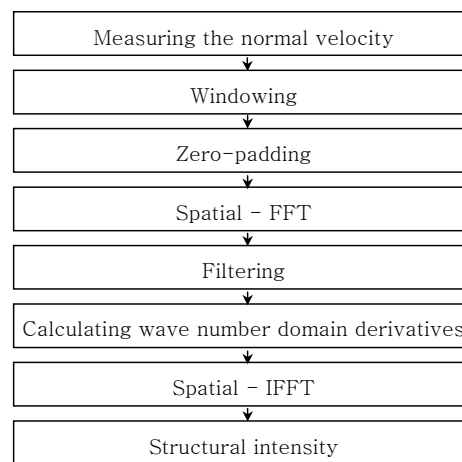 Measuring the normal velocity
Windowing
Zero-padding
Spatial - FFT
Filtering
Calculating wave number domain derivatives
Spatial - IFFT
Structural intensity